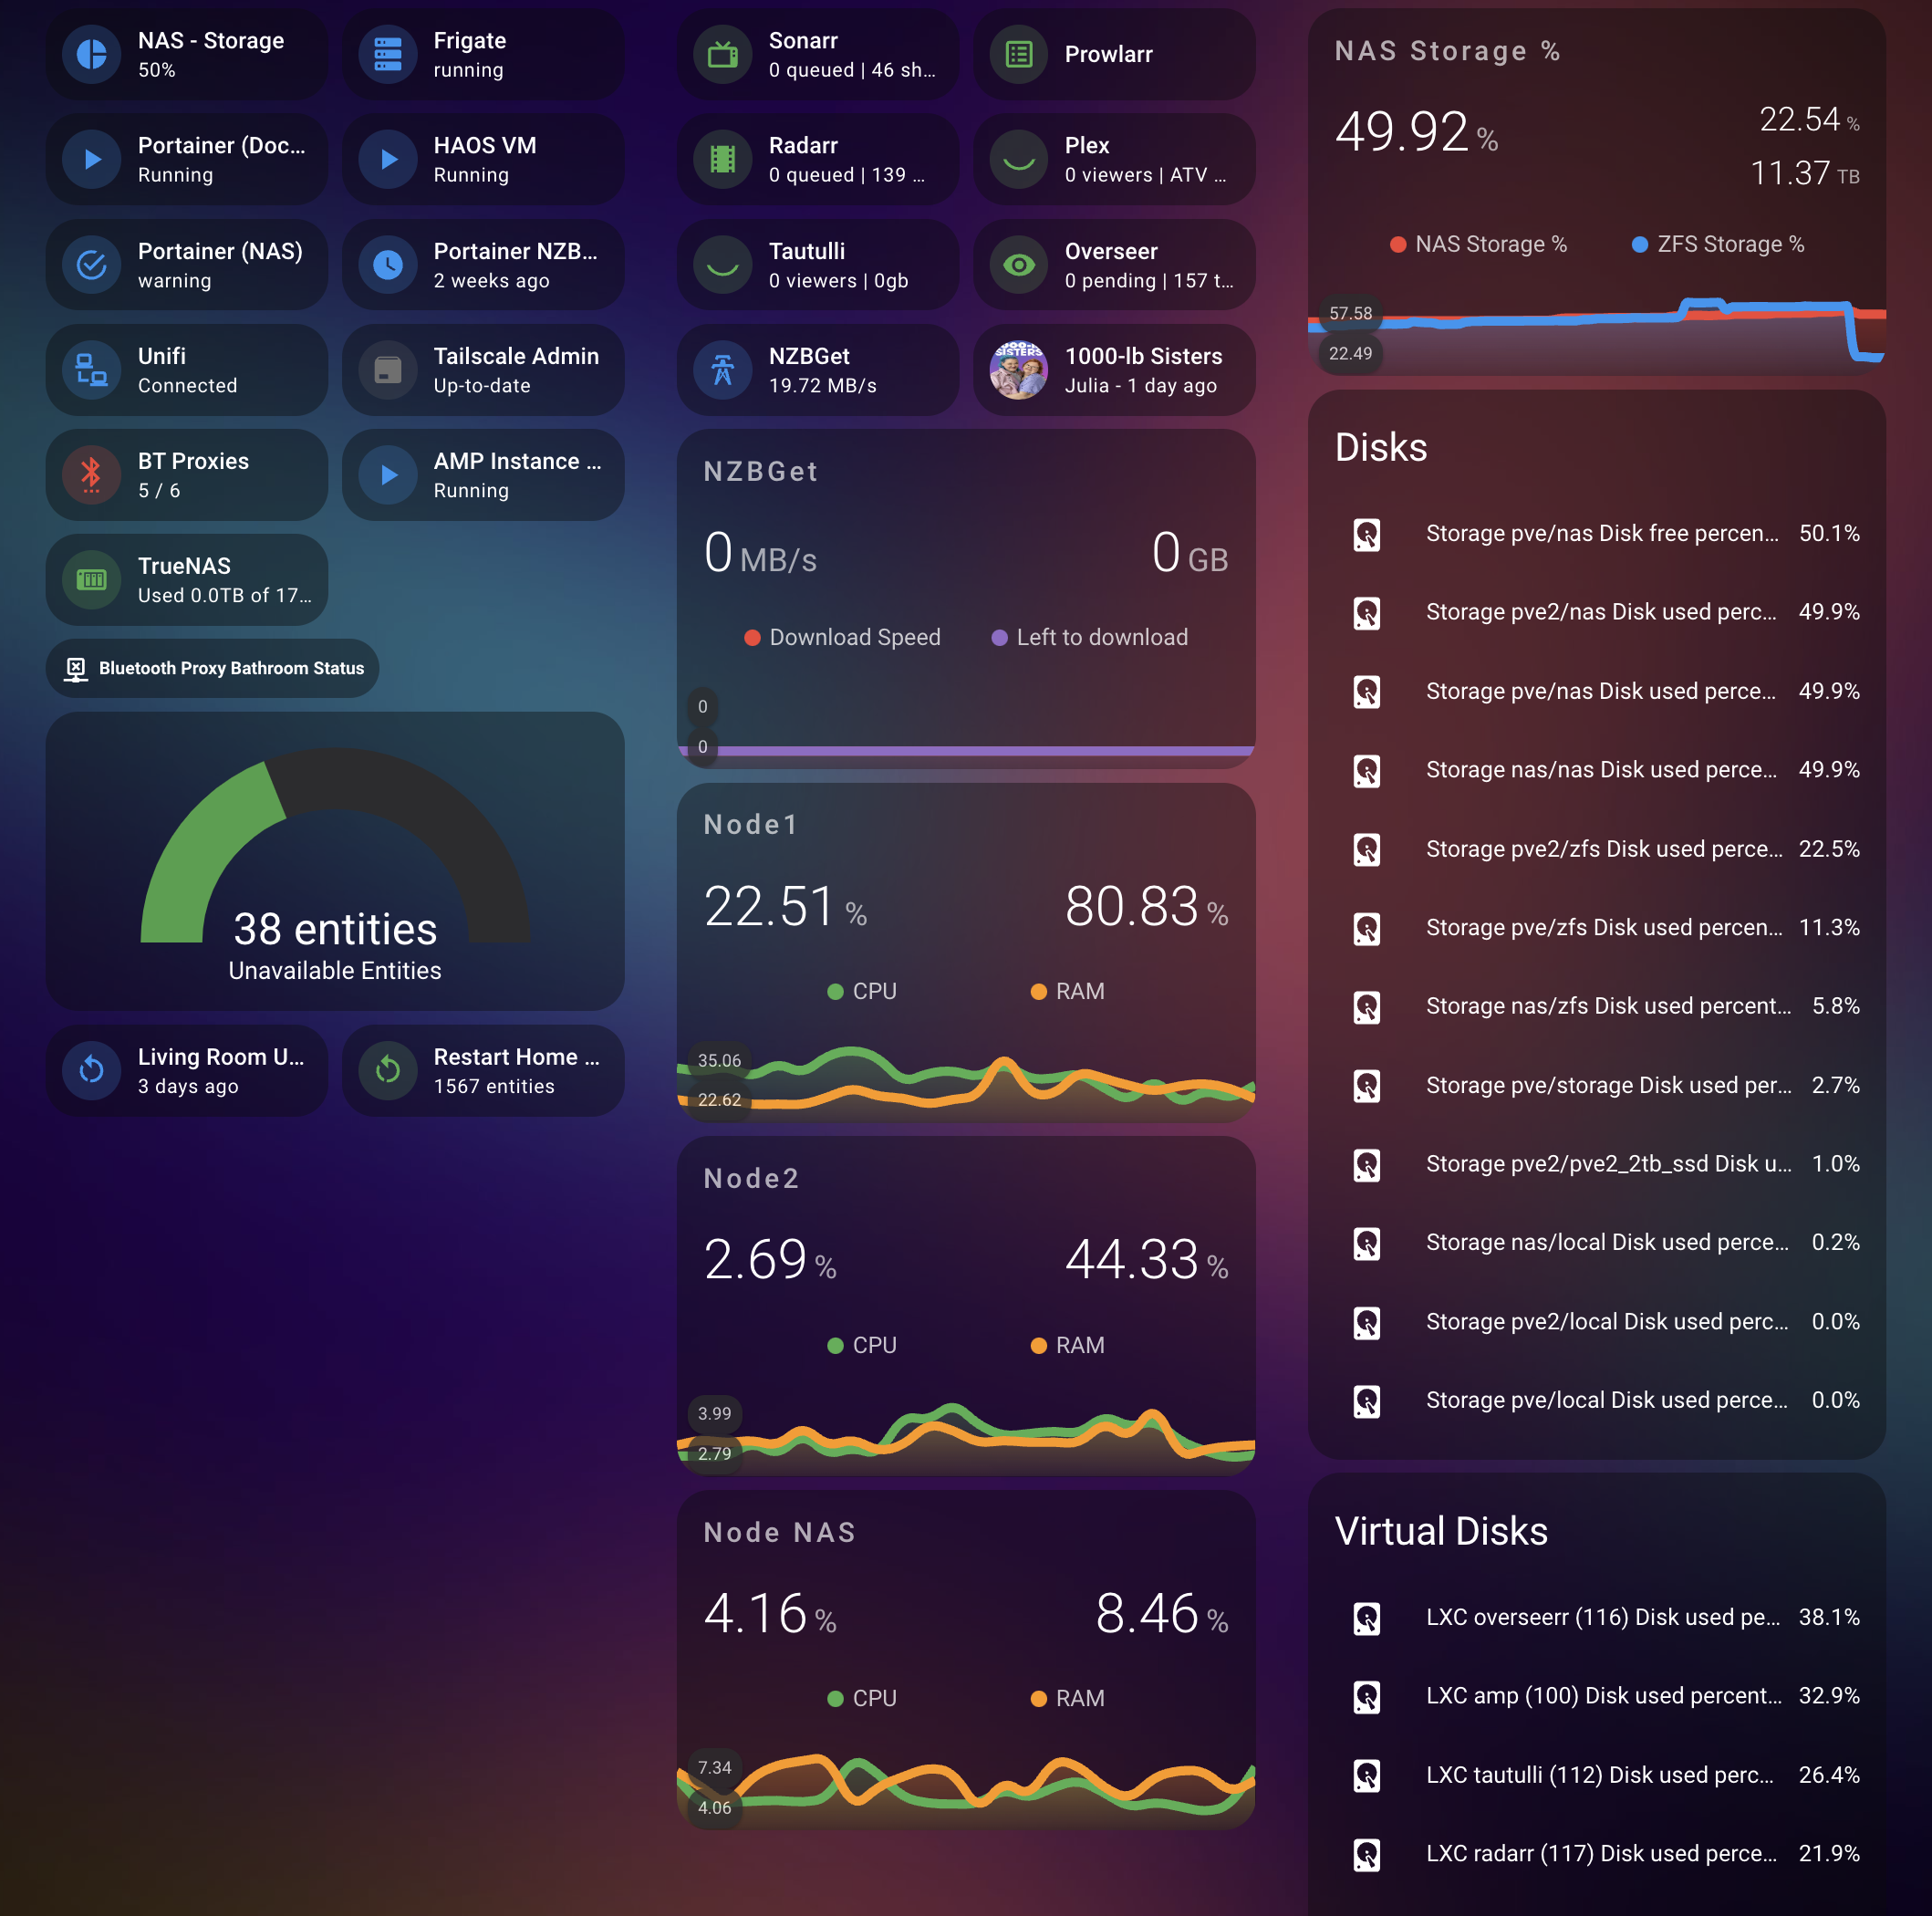 NAS - Storage
50%
Frigate
running
Portainer (Doc...
Running
HAOS VM
Running
Portainer (NAS)
warning
Portainer NZB...
2 weeks ago
Unifi
Connected
Tailscale Admin
Up-to-date
BT Proxies
5 / 6
AMP Instance ...
Running
TrueNAS
Used 0.0TB of 17...
Bluetooth Proxy Bathroom Status
38 entities
Unavailable Entities
Living Room U...
3 days ago
Restart Home ...
1567 entities
Sonarr
0 queued | 46 sh...
Prowlarr
Radarr
0 queued | 139 ...
Plex
0 viewers | ATV ...
Tautulli
0 viewers | 0gb
Overseer
0 pending | 157 t...
NZBGet
19.72 MB/s
SISTERS
1000-lb Sisters
Julia - 1 day ago
NZBGet
0 MB/s
0 GB
Download Speed
Left to download
0
0
Node1
22.51 %
80.83 %
CPU
RAM
35.06
22.62
Node2
2.69 %
44.33 %
CPU
RAM
3.99
2.79
Node NAS
4.16 %
8.46 %
CPU
RAM
7.34
4.06
NAS Storage %
49.92 %
22.54 %
11.37 TB
NAS Storage %
ZFS Storage %
57.58
22.49
Disks
Storage pve/nas Disk free percen... 50.1%
Storage pve2/nas Disk used perc... 49.9%
Storage pve/nas Disk used perce... 49.9%
Storage nas/nas Disk used perce... 49.9%
Storage pve2/zfs Disk used perce... 22.5%
Storage pve/zfs Disk used percen... 11.3%
Storage nas/zfs Disk used percent... 5.8%
Storage pve/storage Disk used per... 2.7%
Storage pve2/pve2_2tb_ssd Disk u... 1.0%
Storage nas/local Disk used perce... 0.2%
Storage pve2/local Disk used perc... 0.0%
Storage pve/local Disk used perce... 0.0%
Virtual Disks
LXC overseerr (116) Disk used pe... 38.1%
LXC amp (100) Disk used percent... 32.9%
LXC tautulli (112) Disk used perc... 26.4%
LXC radarr (117) Disk used perce... 21.9%